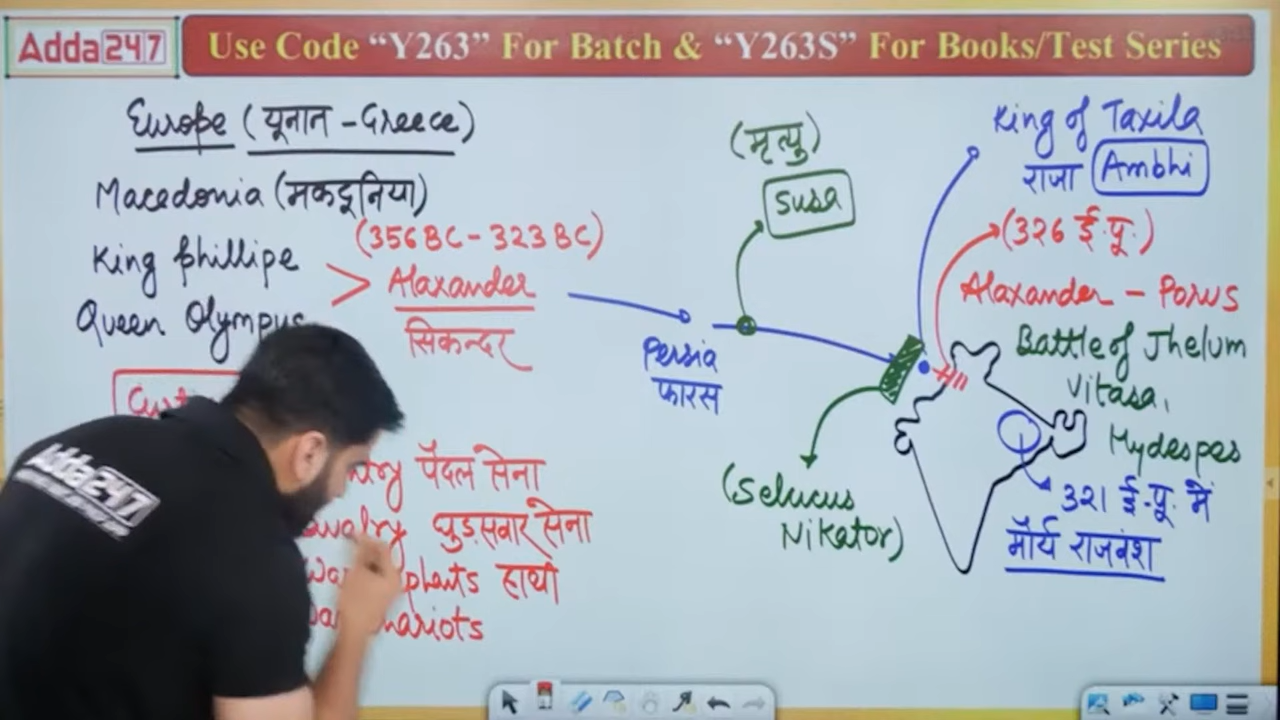 Adda247
Use Code “Y263” For Batch & “Y263S” For Books/Test Series
Europe (यूनान - Greece)
Macedonia (मकदूनिया)
King phillipe
Queen Olympus
(356 BC - 323 BC)
Alaxander
सिकन्दर
पैदल सेना
घुड़सवार सेना
हाथी
Persia
फारस
(मृत्यु)
Susa
(Selucus
Nikator)
King of Taxila
राजा Ambhi
(326 ई.पू.)
Alaxander - Porus
Battle of Jhelum
Vitasa,
Hydespes
321 ई.पू. में
मौर्य राजवंश
Adda247